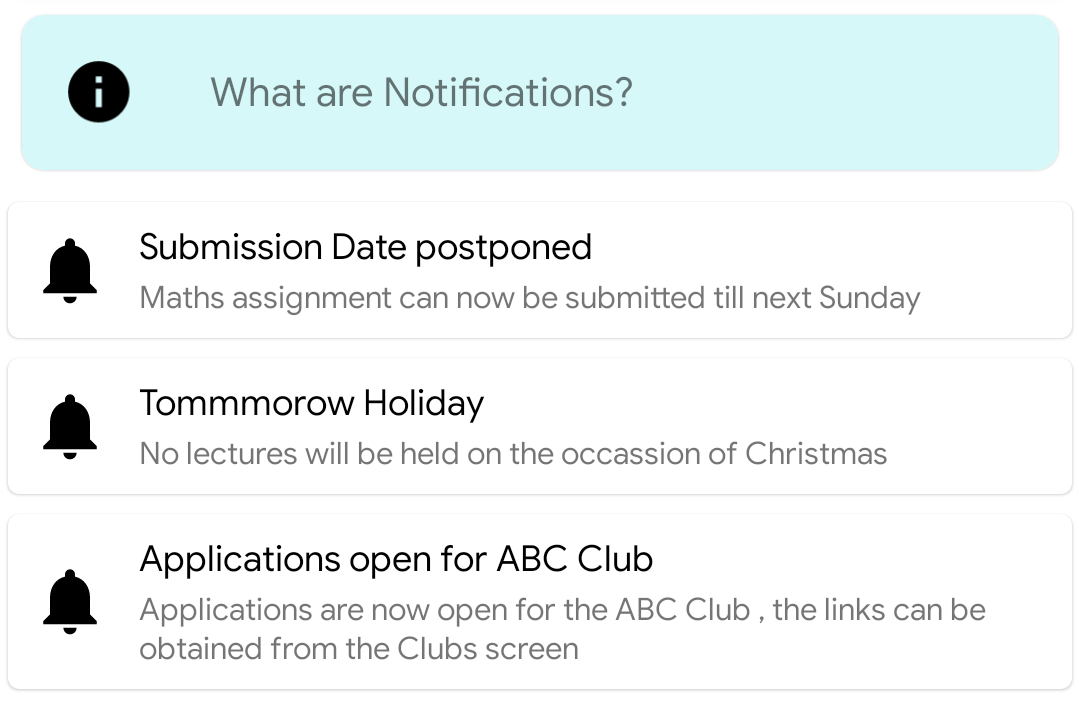 What are Notifications?
Submission Date postponed
Maths assignment can now be submitted till next Sunday
Tommmorow Holiday
No lectures will be held on the occassion of Christmas
Applications open for ABC Club
Applications are now open for the ABC Club , the links can be
obtained from the Clubs screen